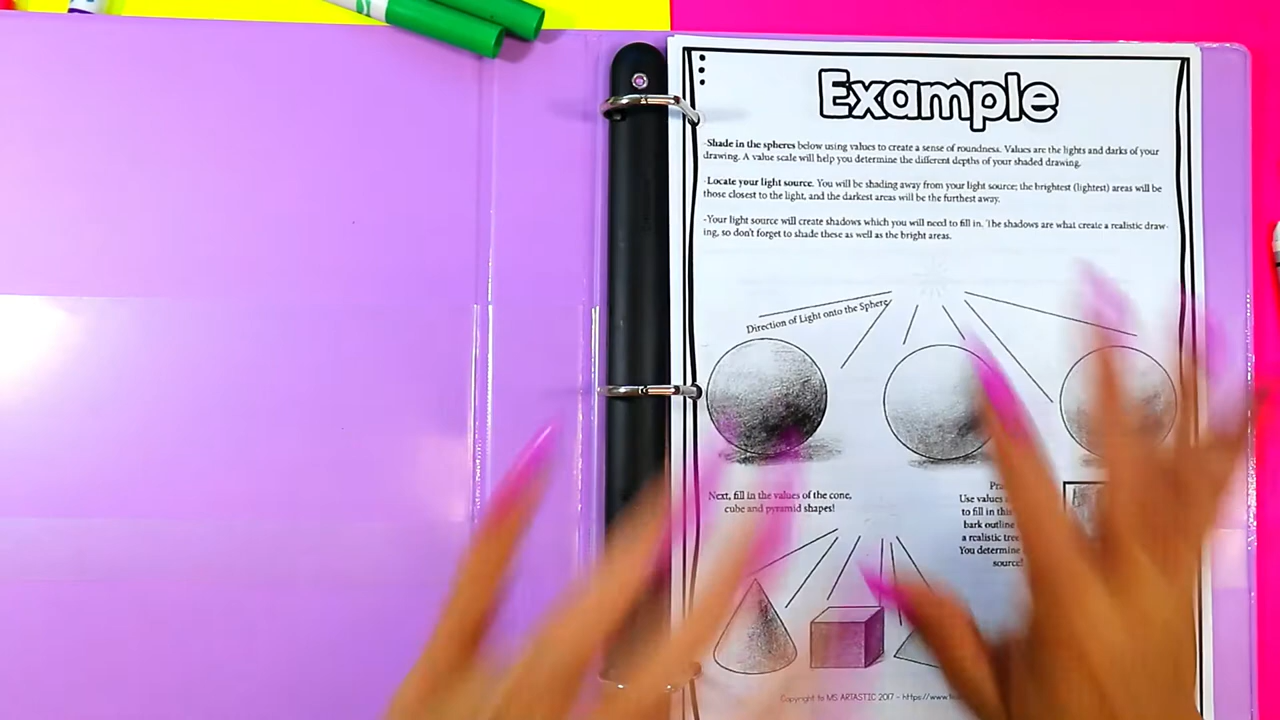 Example
-Shade in the spheres below using values to create a sense of roundness. Values are the lights and darks of your
drawing. A value scale will help you determine the different depths of your shaded drawing.
-Locate your light source. You will be shading away from your light source; the brightest (lightest) areas will be
those closest to the light, and the darkest areas will be the furthest away.
-Your light source will create shadows which you will need to fill in. The shadows are what create a realistic draw-
ing, so don't forget to shade these as well as the bright areas.
Direction of Light onto the Sphere
Next, fill in the values of the cone,
cube and pyramid shapes!
Use values
to fill in this
bark outline
a realistic tree
You determine
source!
Copyright to MS ARTASTIC 2017 - https://www.